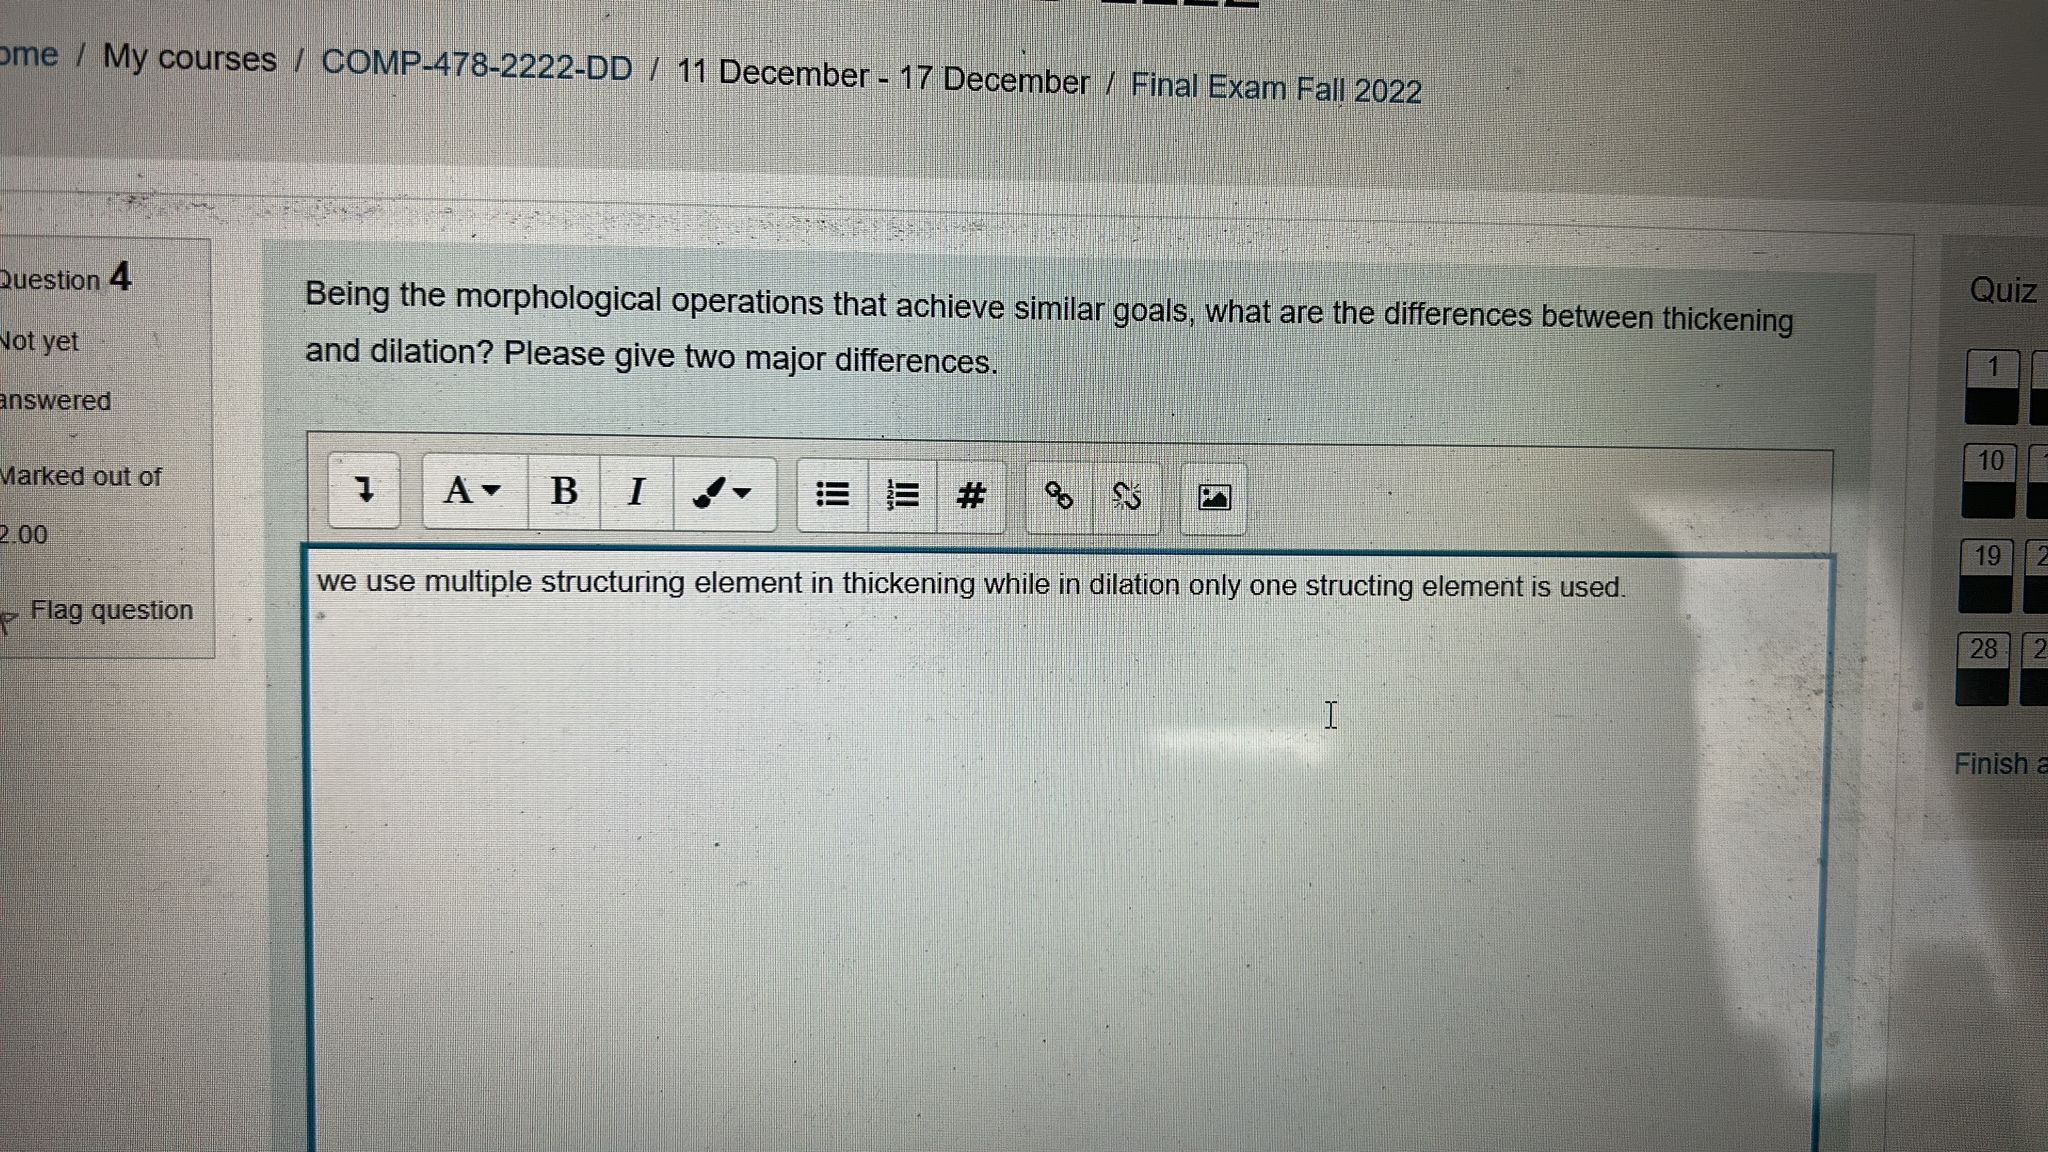 / My courses / COMP-478-2222-DD / 11 December - 17 December / Final Exam Fall 2022
Question 4
Not yet
answered
Marked out of
2.00
Flag question
Being the morphological operations that achieve similar goals, what are the differences between thickening
and dilation? Please give two major differences.
A B I #
we use multiple structuring element in thickening while in dilation only one structing element is used.
Quiz
1
10
19
28
Finish